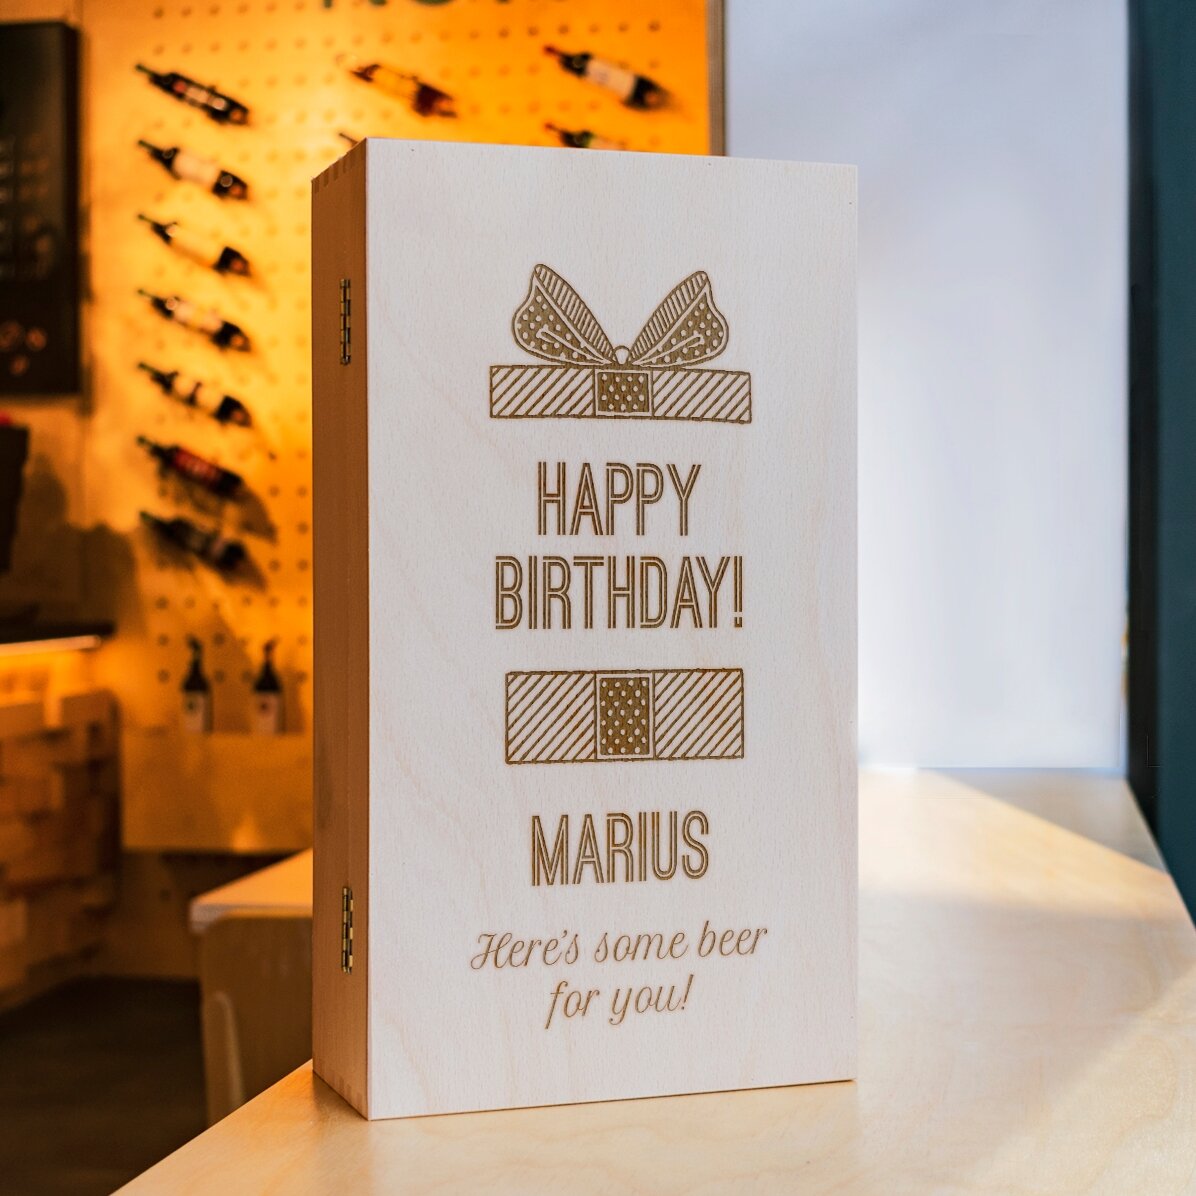 HAPPY
BIRTHDAY!
MARIUS
Here's some beer
for you!